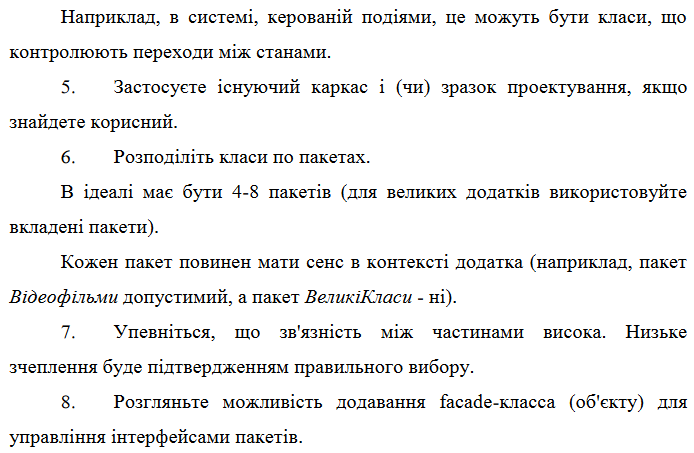 Наприклад, в системі, керованій подіями, це можуть бути класи, що
контролюють переходи між станами.
5. Застосуєте існуючий каркас і (чи) зразок проектування, якщо
знайдете корисний.
6. Розподіліть класи по пакетах.
В ідеалі має бути 4-8 пакетів (для великих додатків використовуйте
вкладені пакети).
Кожен пакет повинен мати сенс в контексті додатка (наприклад, пакет
Відеофільми допустимий, а пакет ВеликіКласи - ні).
7. Упевніться, що зв'язність між частинами висока. Низьке
зчеплення буде підтвердженням правильного вибору.
8. Розгляньте можливість додавання facade-класса (об'єкту) для
управління інтерфейсами пакетів.